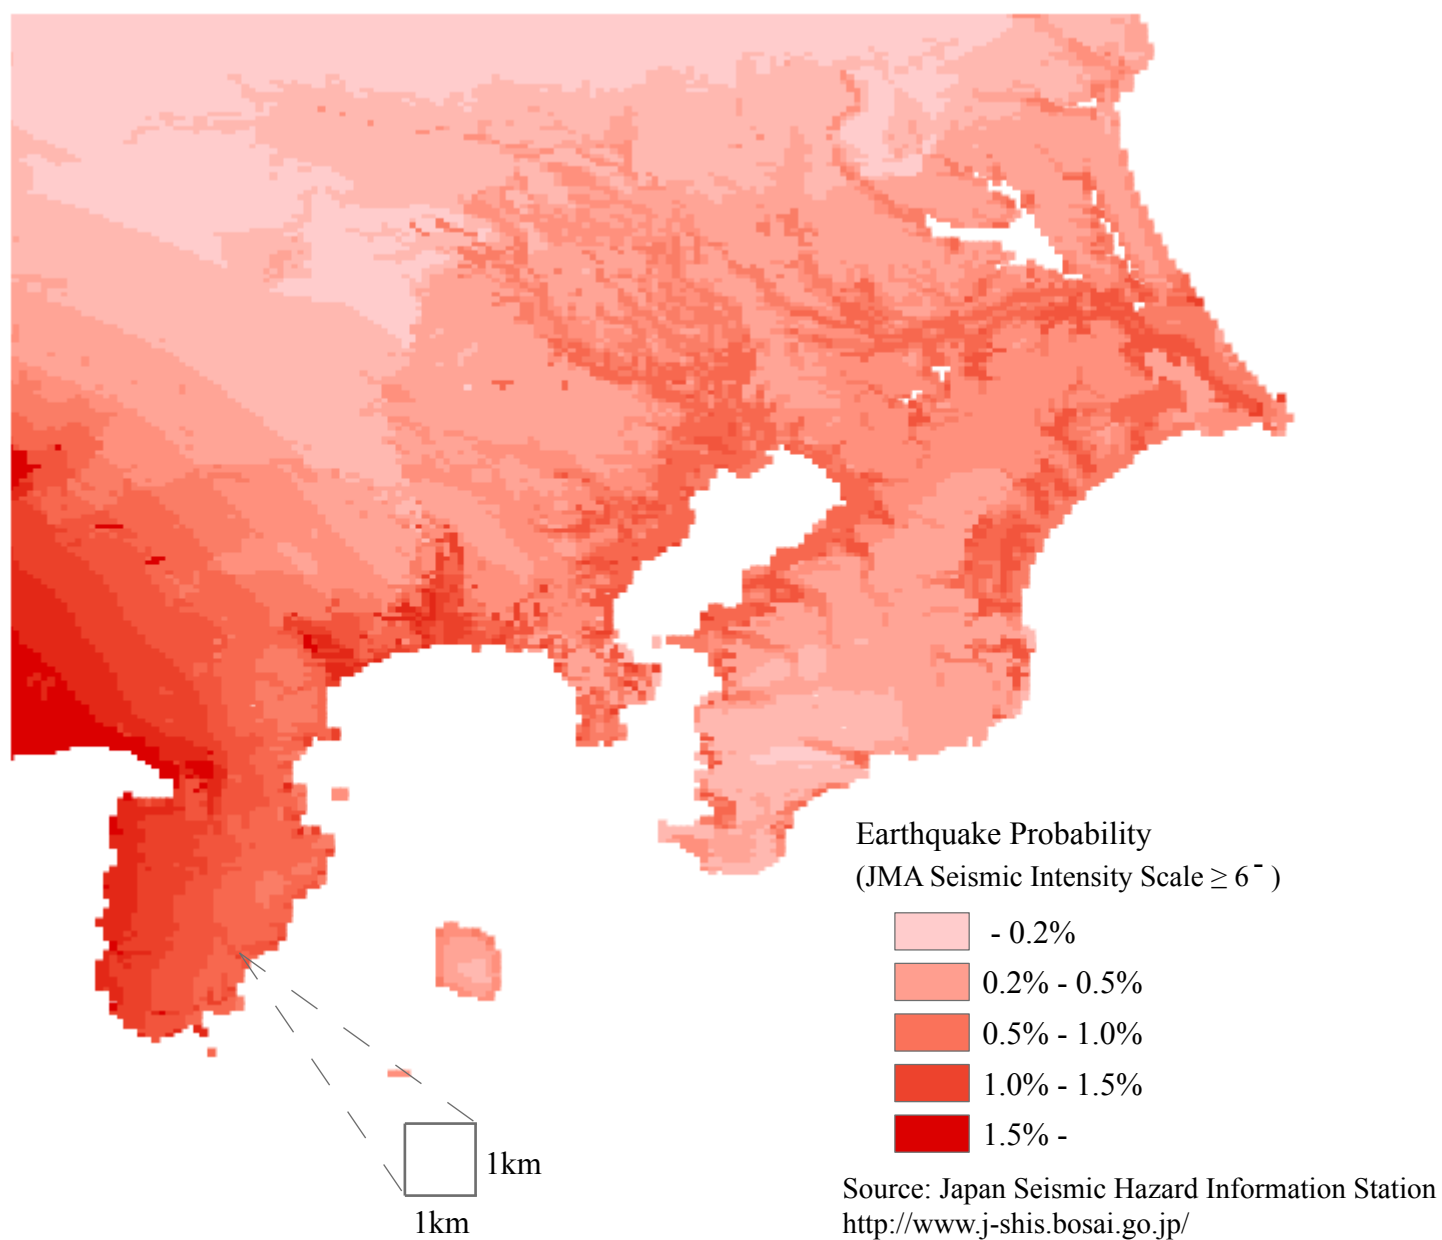 Earthquake Probability
(JMA Seismic Intensity Scale ≥ 6⁻ )
- 0.2%
0.2% - 0.5%
0.5% - 1.0%
1.0% - 1.5%
1.5% -
1km
1km
Source: Japan Seismic Hazard Information Station
http://www.j-shis.bosai.go.jp/